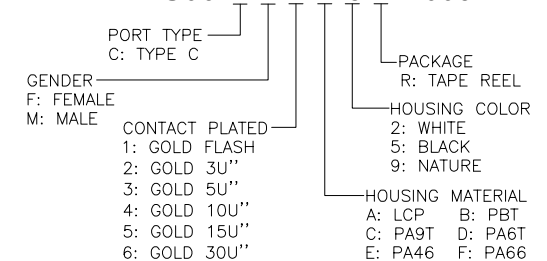 PORT TYPE
C: TYPE C
GENDER
F: FEMALE
M: MALE
CONTACT PLATED
1: GOLD FLASH
2: GOLD 3U''
3: GOLD 5U''
4: GOLD 10U''
5: GOLD 15U''
6: GOLD 30U''
PACKAGE
R: TAPE REEL
HOUSING COLOR
2: WHITE
5: BLACK
9: NATURE
HOUSING MATERIAL
A: LCP B: PBT
C: PA9T D: PA6T
E: PA46 F: PA66